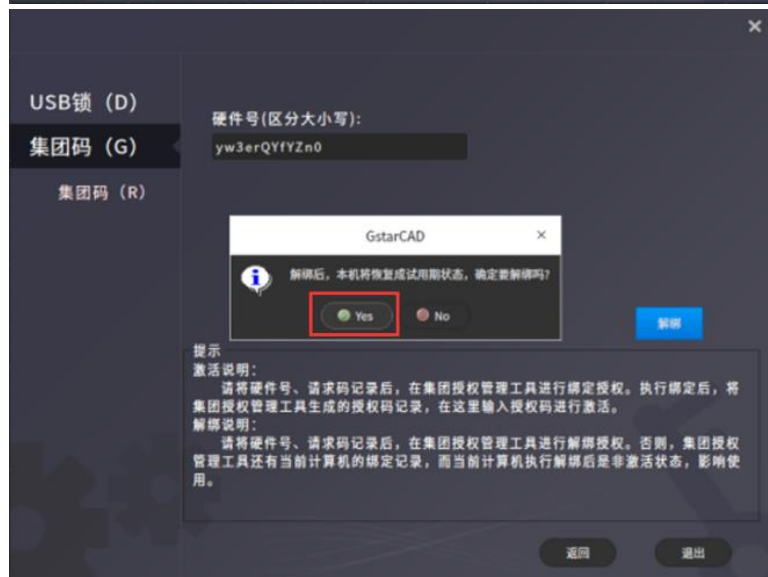 USB锁（D）
集团码（G）
集团码（R）
硬件号(区分大小写):
yw3erQYfYZn0
GstarCAD
解绑后，本机将恢复成试用期状态，确定要解绑吗?
Yes
No
解绑
提示
激活说明：
请将硬件号、请求码记录后，在集团授权管理工具进行绑定授权。执行绑定后，将
集团授权管理工具生成的授权码记录，在这里输入授权码进行激活。
解绑说明：
请将硬件号、请求码记录后，在集团授权管理工具进行解绑授权。否则，集团授权
管理工具还有当前计算机的绑定记录，而当前计算机执行解绑后是非激活状态，影响使
用。
返回
退出